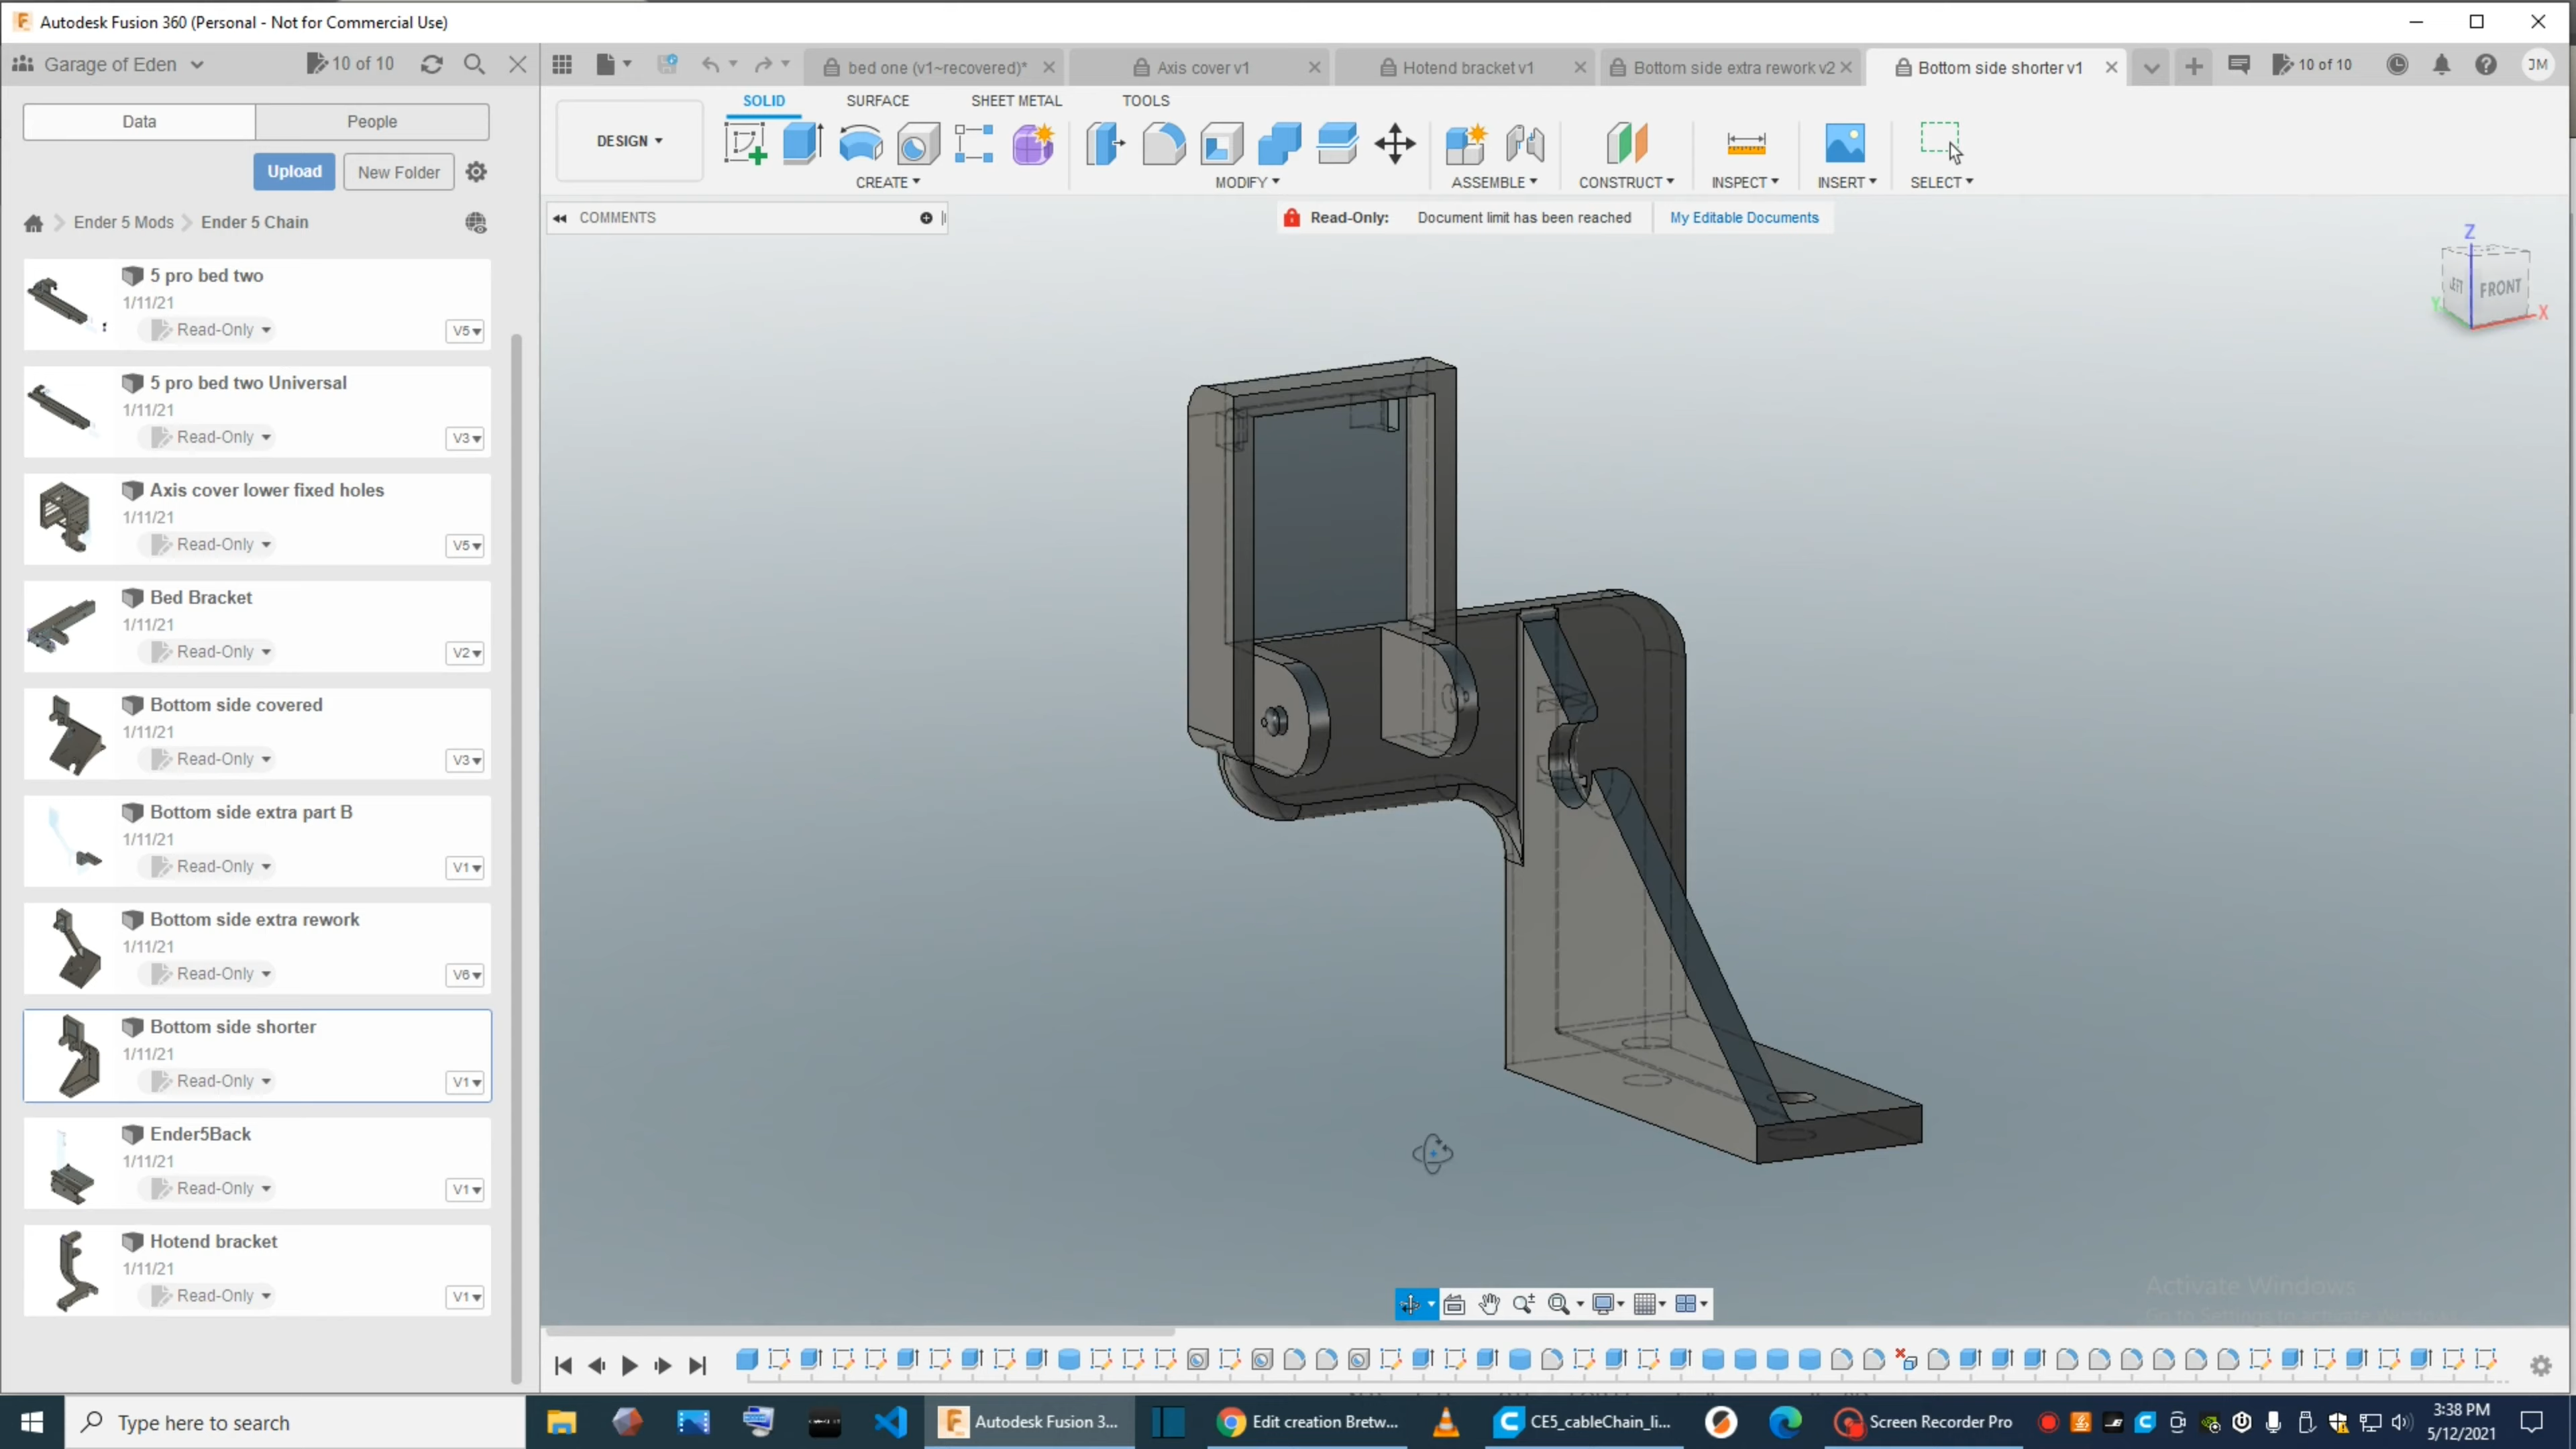 Autodesk Fusion 360 (Personal - Not for Commercial Use)
Garage of Eden
10 of 10
bed one (v1~recovered)*
Axis cover v1
Hotend bracket v1
Bottom side extra rework v2
Bottom side shorter v1
10 of 10
JM
Data
People
DESIGN
SOLID
SURFACE
SHEET METAL
TOOLS
Upload
New Folder
CREATE
MODIFY
ASSEMBLE
CONSTRUCT
INSPECT
INSERT
SELECT
Ender 5 Mods
Ender 5 Chain
COMMENTS
Read-Only:
Document limit has been reached
My Editable Documents
Z
LEFT
FRONT
Y
X
5 pro bed two
1/11/21
Read-Only
V5
5 pro bed two Universal
1/11/21
Read-Only
V3
Axis cover lower fixed holes
1/11/21
Read-Only
V5
Bed Bracket
1/11/21
Read-Only
V2
Bottom side covered
1/11/21
Read-Only
V3
Bottom side extra part B
1/11/21
Read-Only
V1
Bottom side extra rework
1/11/21
Read-Only
V6
Bottom side shorter
1/11/21
Read-Only
V1
Ender5Back
1/11/21
Read-Only
V1
Hotend bracket
1/11/21
Read-Only
V1
Activate Windows
Type here to search
Autodesk Fusion 3...
Edit creation Bretw...
CE5_cableChain_li...
Screen Recorder Pro
3:38 PM
5/12/2021